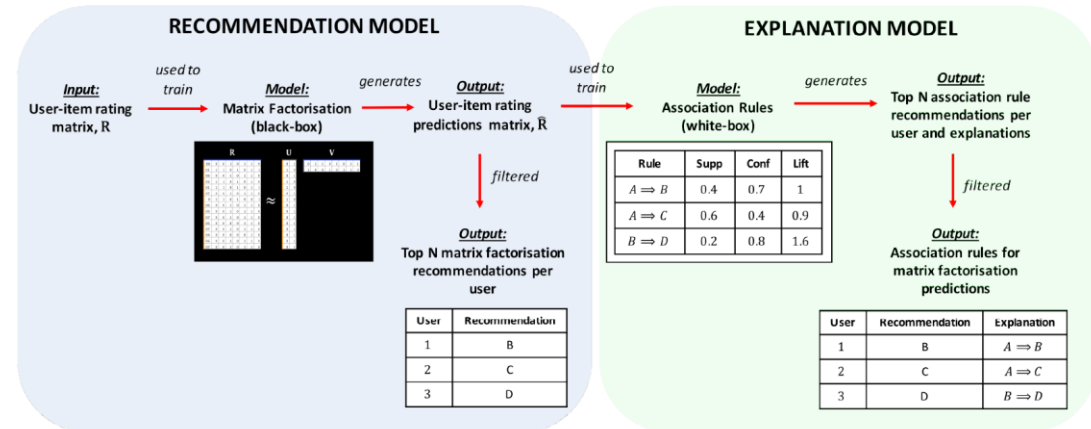 RECOMMENDATION MODEL
Input:
User-item rating
matrix, R
used to
train
Model:
Matrix Factorisation
(black-box)
R U V
≈
generates
Output:
User-item rating
predictions matrix, R̂
filtered
Output:
Top N matrix factorisation
recommendations per
user
User Recommendation
1 B
2 C
3 D
used to
train
EXPLANATION MODEL
Model:
Association Rules
(white-box)
Rule Supp Conf Lift
A ⟹ B 0.4 0.7 1
A ⟹ C 0.6 0.4 0.9
B ⟹ D 0.2 0.8 1.6
generates
Output:
Top N association rule
recommendations per
user and explanations
filtered
Output:
Association rules for
matrix factorisation
predictions
User Recommendation Explanation
1 B A ⟹ B
2 C A ⟹ C
3 D B ⟹ D